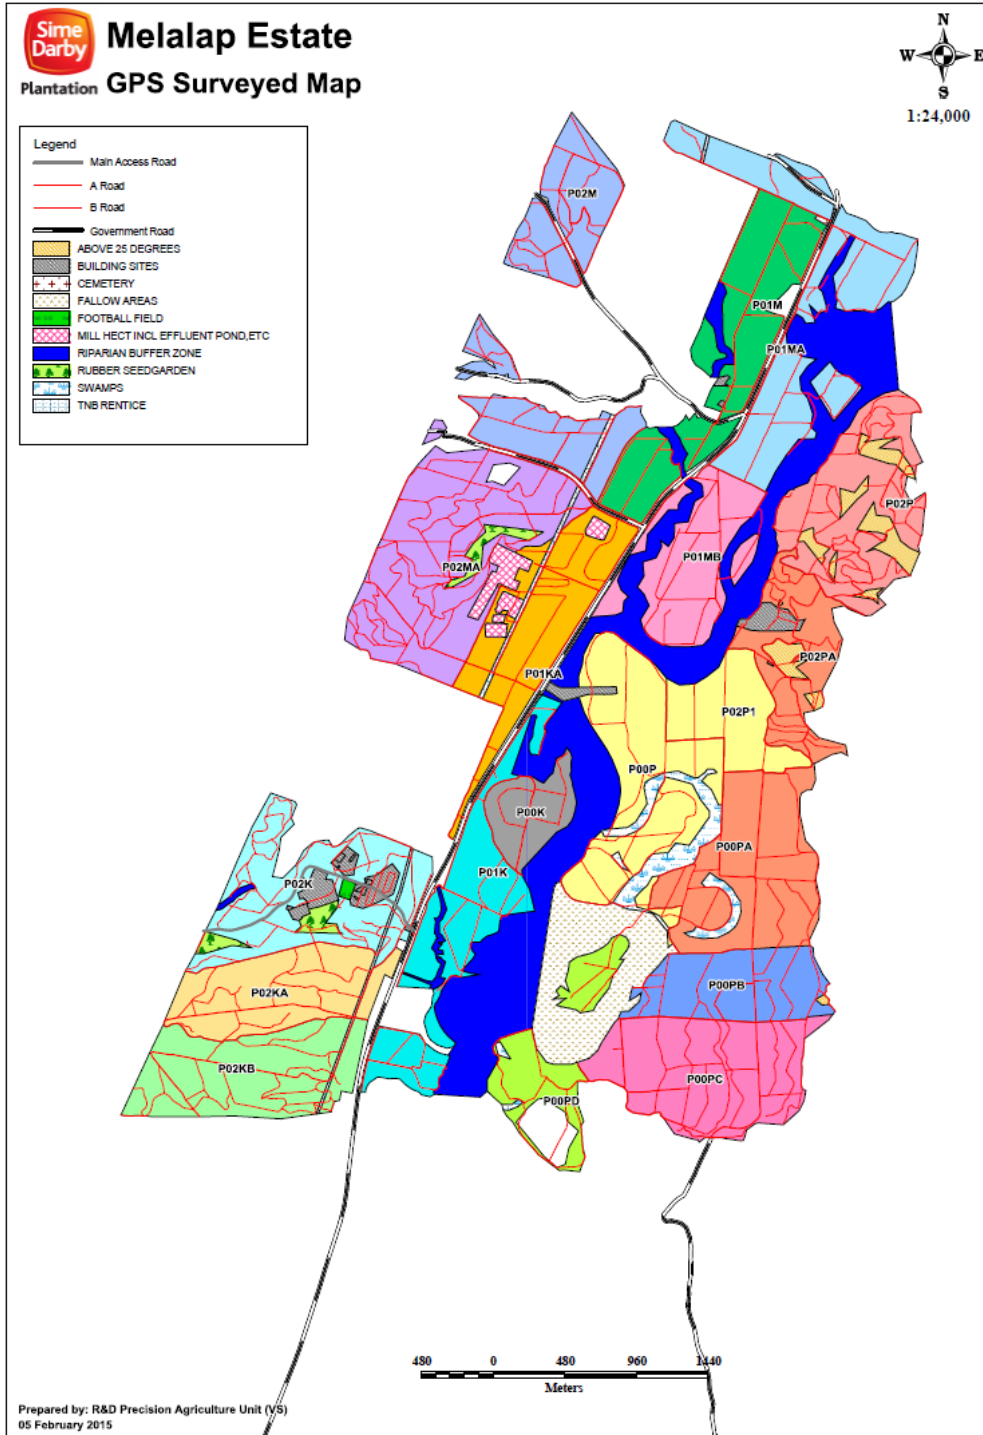 Sime
Darby
Plantation
Melalap Estate
GPS Surveyed Map
N
W E
S
1:24,000
Legend
Main Access Road
A Road
B Road
Government Road
ABOVE 25 DEGREES
BUILDING SITES
CEMETERY
FALLOW AREAS
FOOTBALL FIELD
MILL HECT INCL EFFLUENT POND,ETC
RIPARIAN BUFFER ZONE
RUBBER SEEDGARDEN
SWAMPS
TNB RENTICE
P02M
P01M
P01MA
P02P
P01MB
P02MA
P02PA
P01KA
P02P1
P00P
P00K
P00PA
P01K
P02K
P00PB
P02KA
P02KB
P00PC
P00PD
480 0 480 960 1440
Meters
Prepared by: R&D Precision Agriculture Unit (VS)
05 February 2015